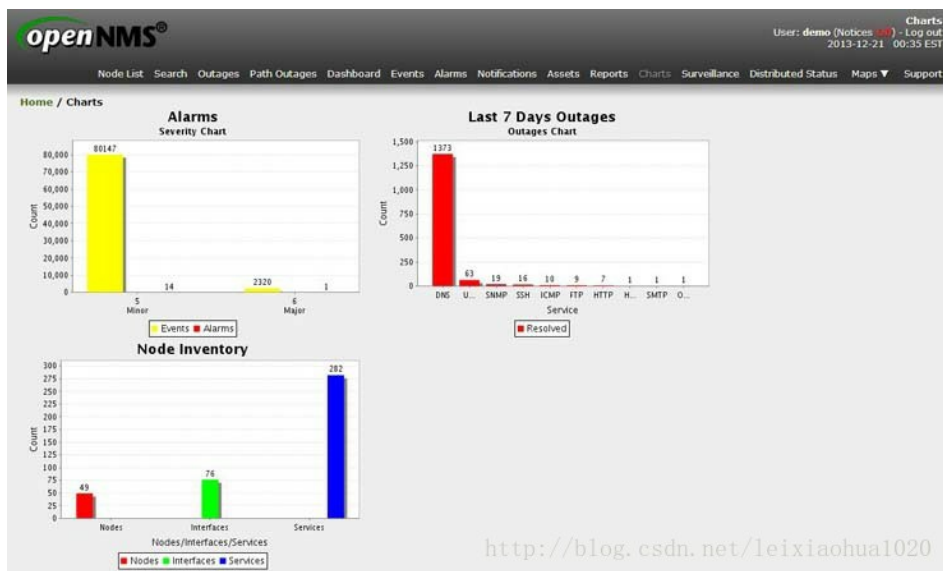 openNMS®
Charts
User: demo (Notices ) - Log out
2013-12-21 00:35 EST
Node List Search Outages Path Outages Dashboard Events Alarms Notifications Assets Reports Charts Surveillance Distributed Status Maps ▼ Support
Home / Charts
Alarms
Severity Chart
80147
80,000
70,000
60,000
50,000
40,000
30,000
20,000
10,000
0
Count
14
2320
1
5
Minor
6
Major
Events Alarms
Last 7 Days Outages
Outages Chart
1,500
1,250
1,000
750
500
250
0
Count
1373
63 19 16 10 9 7 1 1 1
DNS U... SNMP SSH ICMP FTP HTTP H... SMTP O...
Service
Resolved
Node Inventory
300
275
250
225
200
175
150
125
100
75
50
25
0
Count
49
76
282
Nodes Interfaces Services
Nodes/Interfaces/Services
Nodes Interfaces Services
http://blog.csdn.net/leixiaohua1020